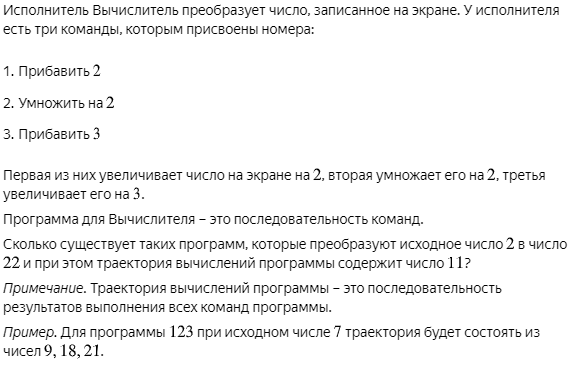 Исполнитель Вычислитель преобразует число, записанное на экране. У исполнителя
есть три команды, которым присвоены номера:
1. Прибавить 2
2. Умножить на 2
3. Прибавить 3
Первая из них увеличивает число на экране на 2, вторая умножает его на 2, третья
увеличивает его на 3.
Программа для Вычислителя – это последовательность команд.
Сколько существует таких программ, которые преобразуют исходное число 2 в число
22 и при этом траектория вычислений программы содержит число 11?
Примечание. Траектория вычислений программы – это последовательность
результатов выполнения всех команд программы.
Пример. Для программы 123 при исходном числе 7 траектория будет состоять из
чисел 9, 18, 21.